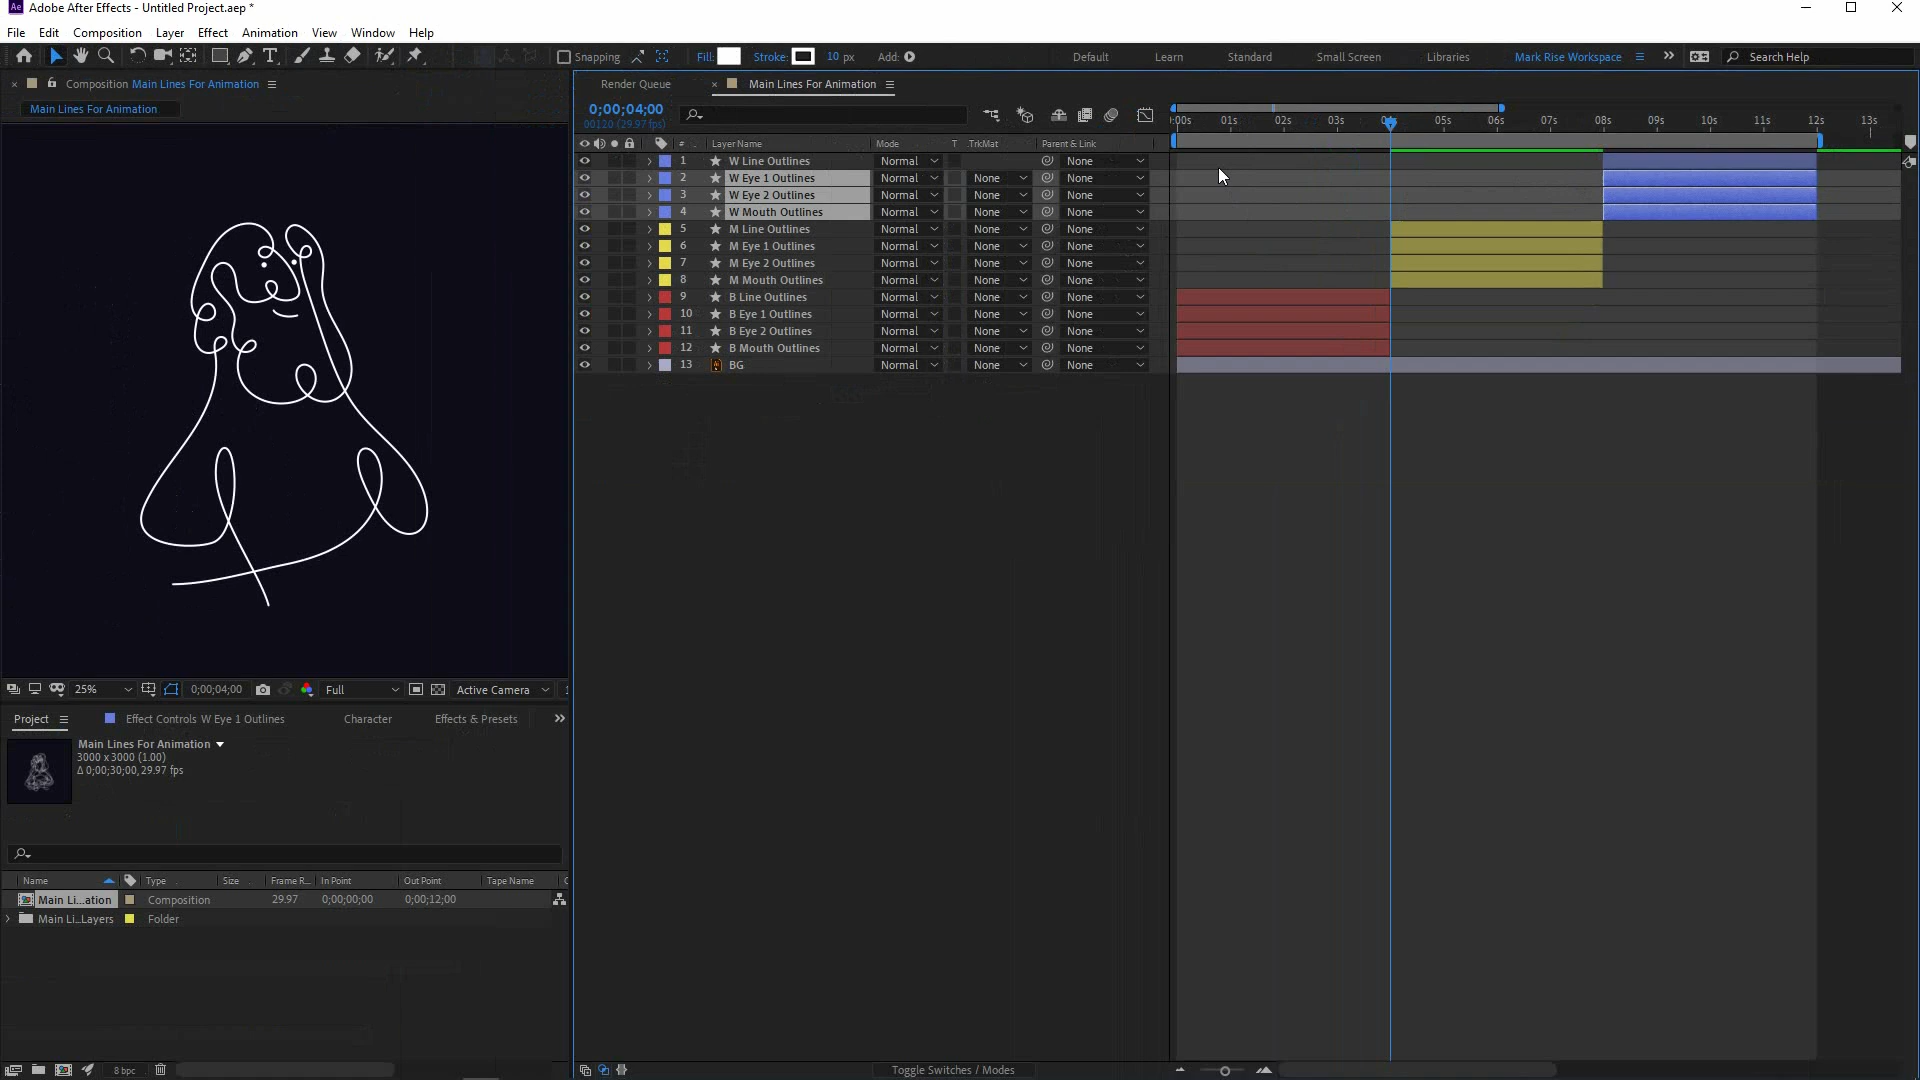 Adobe After Effects - Untitled Project.aep *
File Edit Composition Layer Effect Animation View Window Help
Snapping Fill: Stroke: 10 px Add: Default Learn Standard Small Screen Libraries Mark Rise Workspace Search Help
Composition Main Lines For Animation
Main Lines For Animation
Render Queue Main Lines For Animation
0;00;04;00
00120 (29.97 fps)
:00s 01s 02s 03s 05s 06s 07s 08s 09s 10s 11s 12s 13s
# Layer Name Mode T TrkMat Parent & Link
1 W Line Outlines Normal None
2 W Eye 1 Outlines Normal None None
3 W Eye 2 Outlines Normal None None
4 W Mouth Outlines Normal None None
5 M Line Outlines Normal None None
6 M Eye 1 Outlines Normal None None
7 M Eye 2 Outlines Normal None None
8 M Mouth Outlines Normal None None
9 B Line Outlines Normal None None
10 B Eye 1 Outlines Normal None None
11 B Eye 2 Outlines Normal None None
12 B Mouth Outlines Normal None None
13 BG Normal None None
25% 0;00;04;00 Full Active Camera
Project Effect Controls W Eye 1 Outlines Character Effects & Presets
Main Lines For Animation
3000 x 3000 (1.00)
Δ 0;00;30;00, 29.97 fps
Name Type Size Frame R... In Point Out Point Tape Name
Main Li...ation Composition 29.97 0;00;00;00 0;00;12;00
Main Li...Layers Folder
8 bpc
Toggle Switches / Modes